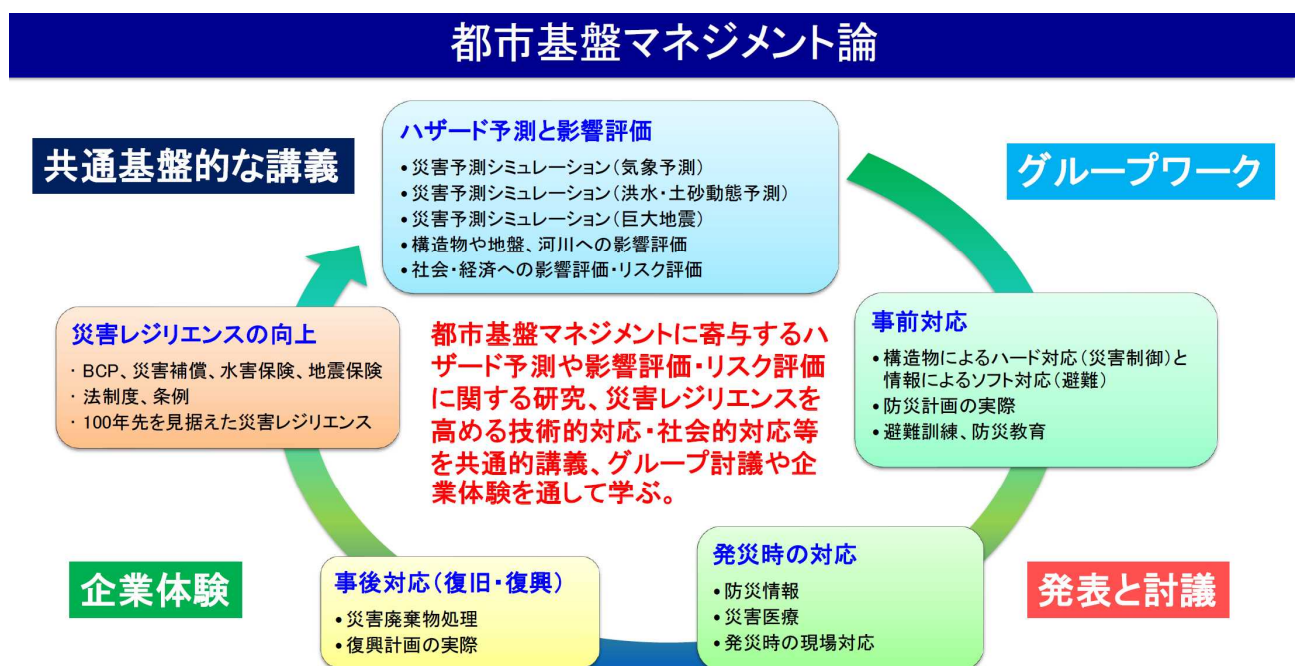 都市基盤マネジメント論
共通基盤的な講義
グループワーク
ハザード予測と影響評価
•災害予測シミュレーション(気象予測)
•災害予測シミュレーション(洪水・土砂動態予測)
•災害予測シミュレーション(巨大地震)
•構造物や地盤、河川への影響評価
•社会・経済への影響評価・リスク評価
事前対応
•構造物によるハード対応(災害制御)と
情報によるソフト対応(避難)
•防災計画の実際
•避難訓練、防災教育
災害レジリエンスの向上
・BCP、災害補償、水害保険、地震保険
・法制度、条例
・100年先を見据えた災害レジリエンス
都市基盤マネジメントに寄与するハ
ザード予測や影響評価・リスク評価
に関する研究、災害レジリエンスを
高める技術的対応・社会的対応等
を共通的講義、グループ討議や企
業体験を通して学ぶ。
発災時の対応
•防災情報
•災害医療
•発災時の現場対応
事後対応(復旧・復興)
•災害廃棄物処理
•復興計画の実際
企業体験
発表と討議